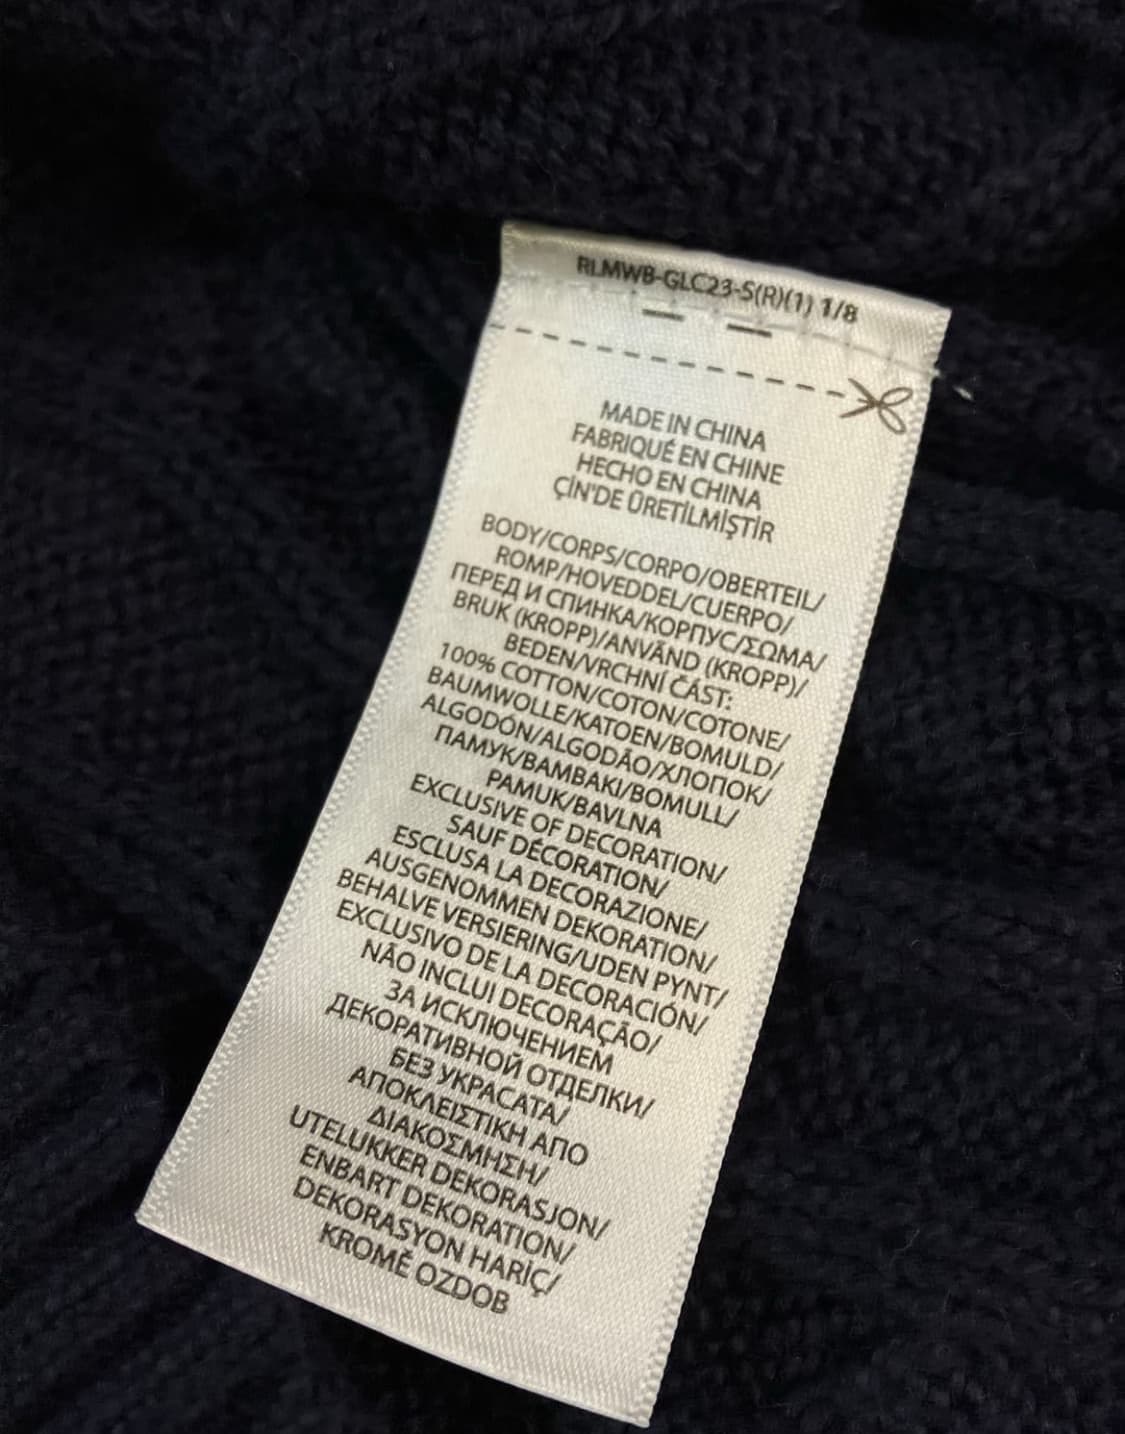 RLMWB-GLC23-S(R)(1) 1/8
MADE IN CHINA
FABRIQUÉ EN CHINE
HECHO EN CHINA
ÇİN'DE ÜRETİLMİŞTİR
BODY/CORPS/CORPO/OBERTEIL/
ROMP/HOVEDDEL/CUERPO/
ПЕРЕД И СПИНКА/КОРПУС/ΣΩΜΑ/
BRUK (KROPP)/ANVÄND (KROPP)/
BEDEN/VRCHNÍ ČÁST:
100% COTTON/COTON/COTONE/
BAUMWOLLE/KATOEN/BOMULD/
ALGODÓN/ALGODÃO/ХЛОПОК/
ПАМУК/ΒΑΜΒΑΚΙ/BOMULL/
PAMUK/BAVLNA
EXCLUSIVE OF DECORATION/
SAUF DÉCORATION/
ESCLUSA LA DECORAZIONE/
AUSGENOMMEN DEKORATION/
BEHALVE VERSIERING/UDEN PYNT/
EXCLUSIVO DE LA DECORACIÓN/
NÃO INCLUI DECORAÇÃO/
ЗА ИСКЛЮЧЕНИЕМ
ДЕКОРАТИВНОЙ ОТДЕЛКИ/
БЕЗ УКРАСАТА/
ΑΠΟΚΛΕΙΣΤΙΚΗ ΑΠΟ
ΔΙΑΚΟΣΜΗΣΗ/
UTELUKKER DEKORASJON/
ENBART DEKORATION/
DEKORASYON HARİÇ/
KROMĚ OZDOB